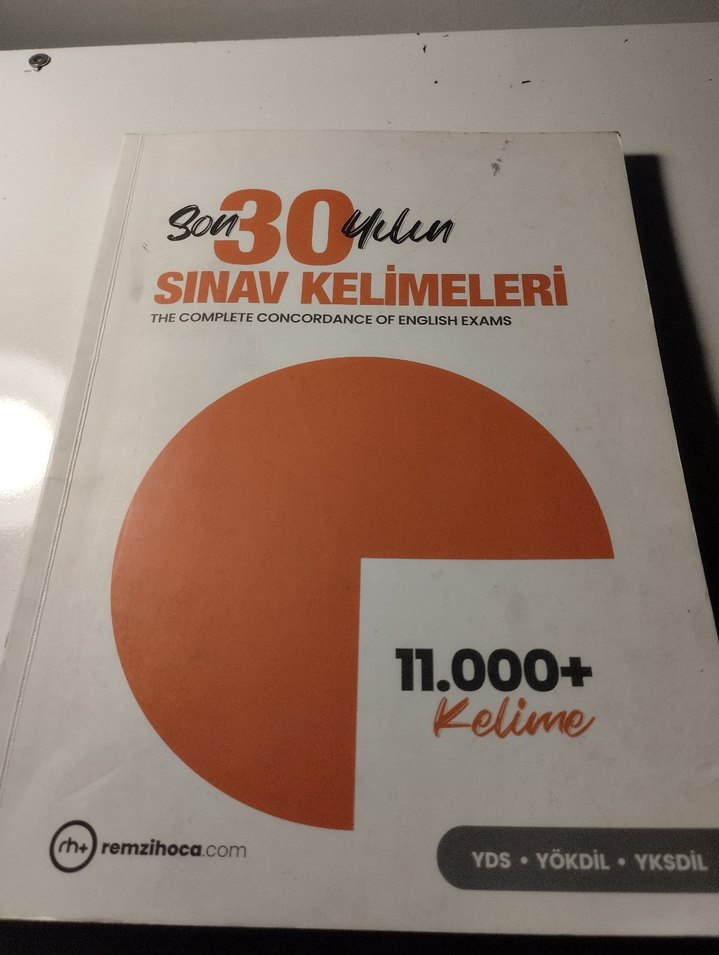 Son 30 Yılın
SINAV KELİMELERİ
THE COMPLETE CONCORDANCE OF ENGLISH EXAMS
11.000+
Kelime
rh+ remzihoca.com
YDS • YÖKDİL • YKSDİL